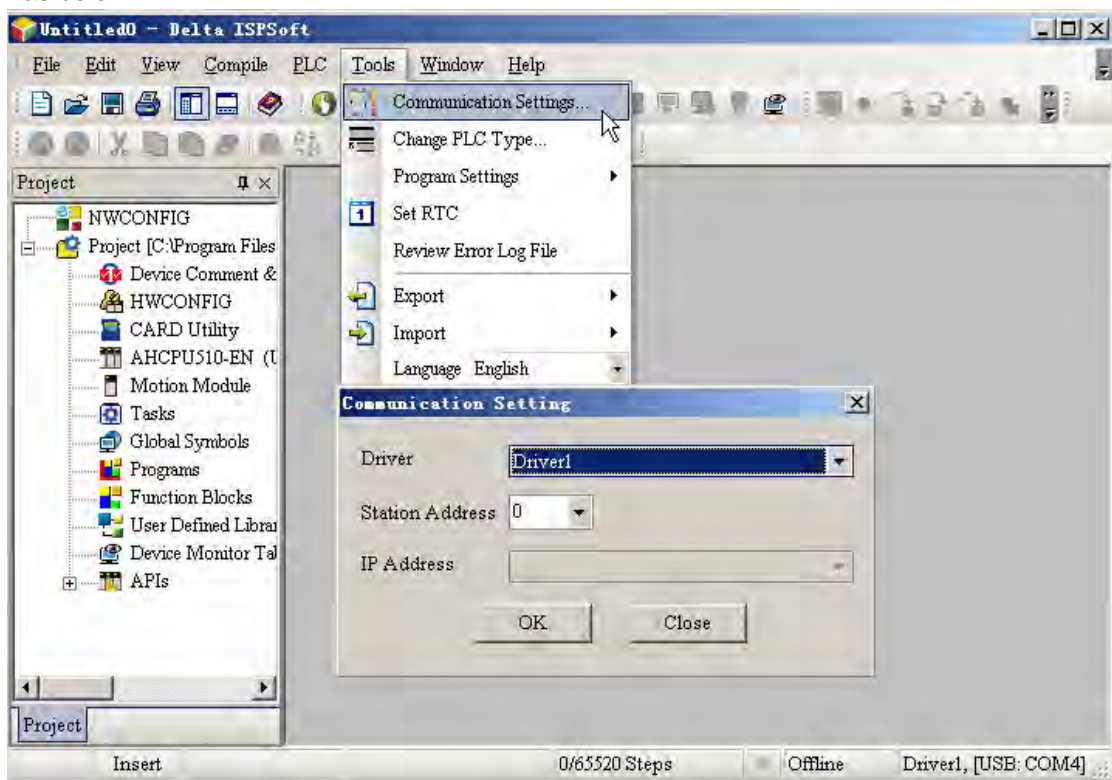 Untitled0 - Delta ISPSoft
File Edit View Compile PLC Tools Window Help
Communication Settings...
Change PLC Type...
Program Settings
1 Set RTC
Review Error Log File
Export
Import
Language English
Project
NWCONFIG
Project [C:\Program Files
Device Comment &
HWCONFIG
CARD Utility
AHCPU510-EN (U
Motion Module
Tasks
Global Symbols
Programs
Function Blocks
User Defined Librar
Device Monitor Tab
APIs
Communication Setting
Driver Driver1
Station Address 0
IP Address
OK Close
Project
Insert 0/65520 Steps Offline Driver1, [USB: COM4]